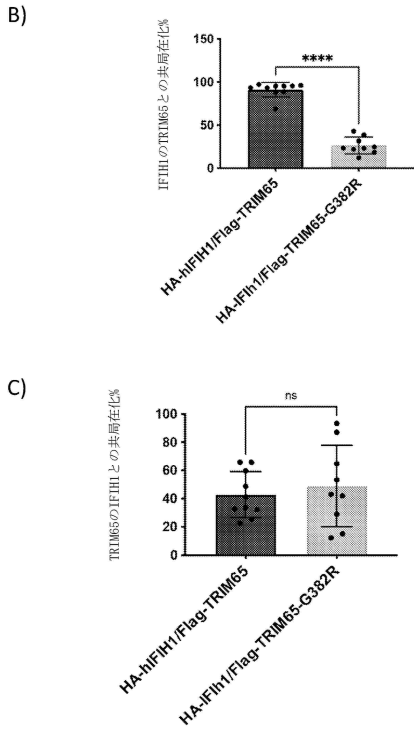 B)
IFIH1のTRIM65との共局在化%
150
100
50
0
****
HA-hIFIH1/Flag-TRIM65
HA-IFIh1/Flag-TRIM65-G382R
C)
TRIM65のIFIH1との共局在化%
100
80
60
40
20
0
ns
HA-hIFIH1/Flag-TRIM65
HA-IFIh1/Flag-TRIM65-G382R